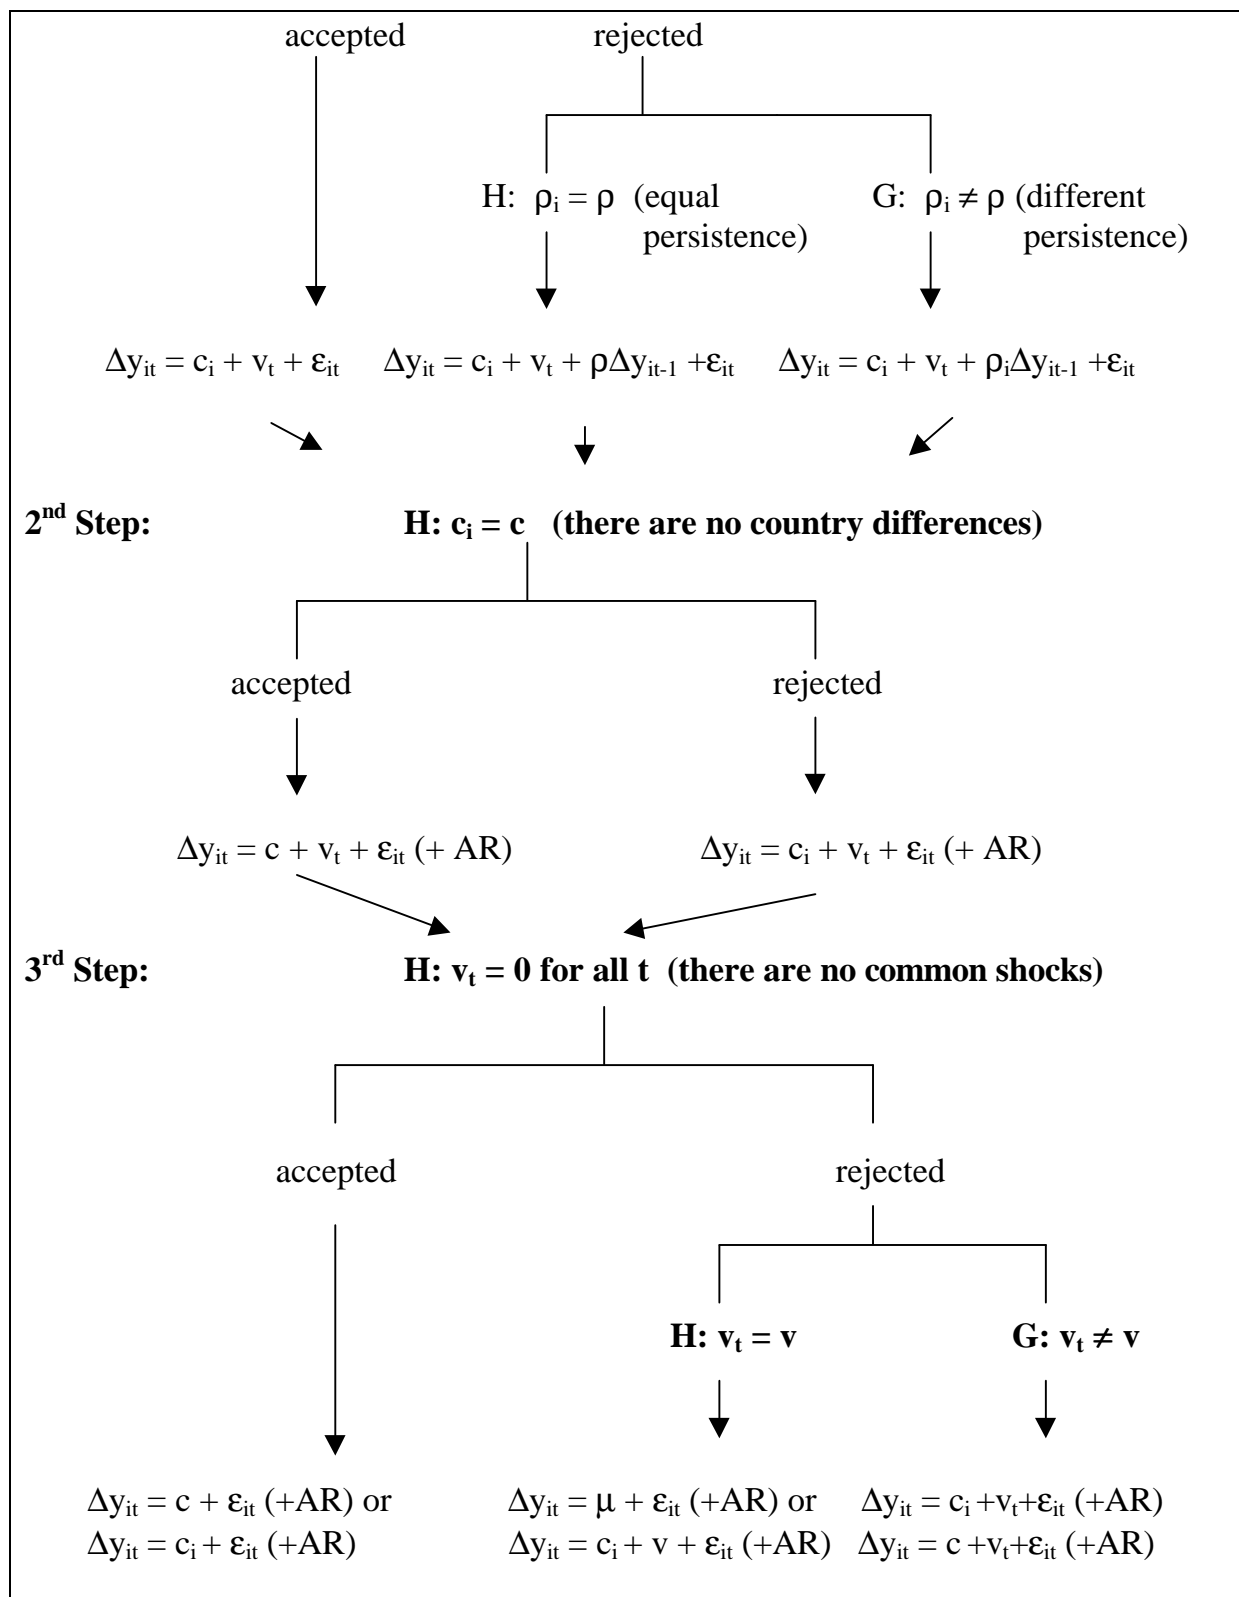 accepted rejected
H: ρi = ρ (equal G: ρi ≠ ρ (different
persistence) persistence)
Δyit = ci + vt + εit Δyit = ci + vt + ρΔyit-1 +εit Δyit = ci + vt + ρiΔyit-1 +εit
2nd Step: H: ci = c (there are no country differences)
accepted rejected
Δyit = c + vt + εit (+ AR) Δyit = ci + vt + εit (+ AR)
3rd Step: H: vt = 0 for all t (there are no common shocks)
accepted rejected
H: vt = v G: vt ≠ v
Δyit = c + εit (+AR) or Δyit = μ + εit (+AR) or Δyit = ci +vt+εit (+AR)
Δyit = ci + εit (+AR) Δyit = ci + v + εit (+AR) Δyit = c +vt+εit (+AR)